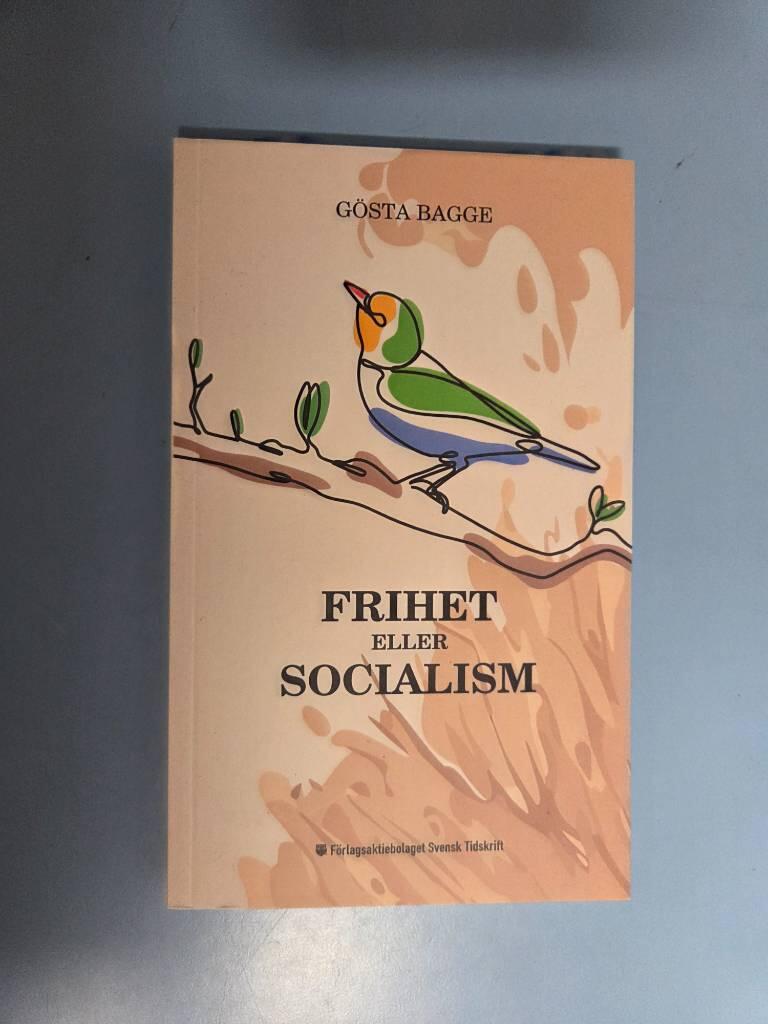 GÖSTA BAGGE
FRIHET
ELLER
SOCIALISM
Förlagsaktiebolaget Svensk Tidskrift